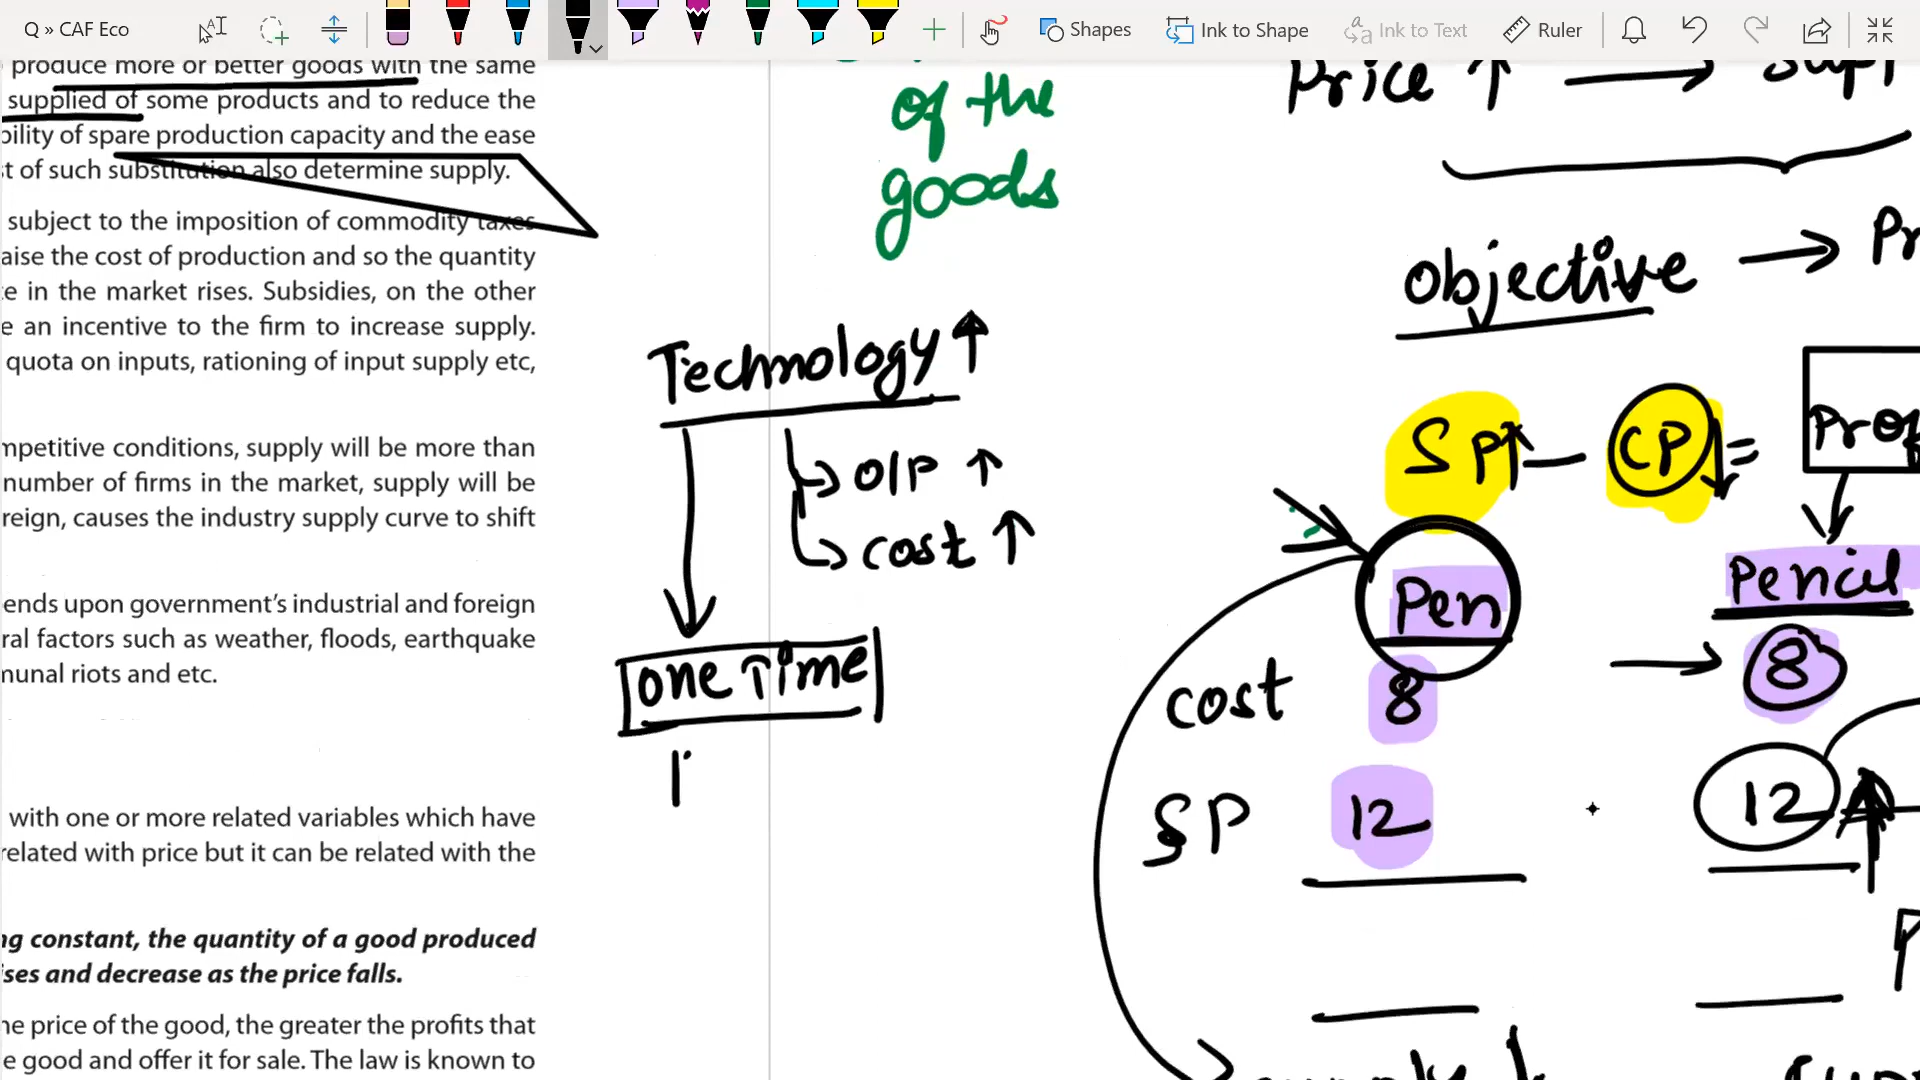 Q » CAF Eco
Shapes
Ink to Shape
Ink to Text
Ruler
produce more or better goods with the same
supplied of some products and to reduce the
bility of spare production capacity and the ease
t of such substitution also determine supply.
subject to the imposition of commodity taxes
aise the cost of production and so the quantity
e in the market rises. Subsidies, on the other
e an incentive to the firm to increase supply.
quota on inputs, rationing of input supply etc,
mpetitive conditions, supply will be more than
number of firms in the market, supply will be
reign, causes the industry supply curve to shift
ends upon government's industrial and foreign
ral factors such as weather, floods, earthquake
nunal riots and etc.
with one or more related variables which have
related with price but it can be related with the
ng constant, the quantity of a good produced
ses and decrease as the price falls.
ne price of the good, the greater the profits that
e good and offer it for sale. The law is known to
of the
goods
Technology ↑
→ O/P ↑
→ cost ↑
one Time
Price ↑ →
Objective → Pr
SP↑ — CP↓ =
Prof
Pen Pencil
cost 8 → 8
SP 12 12